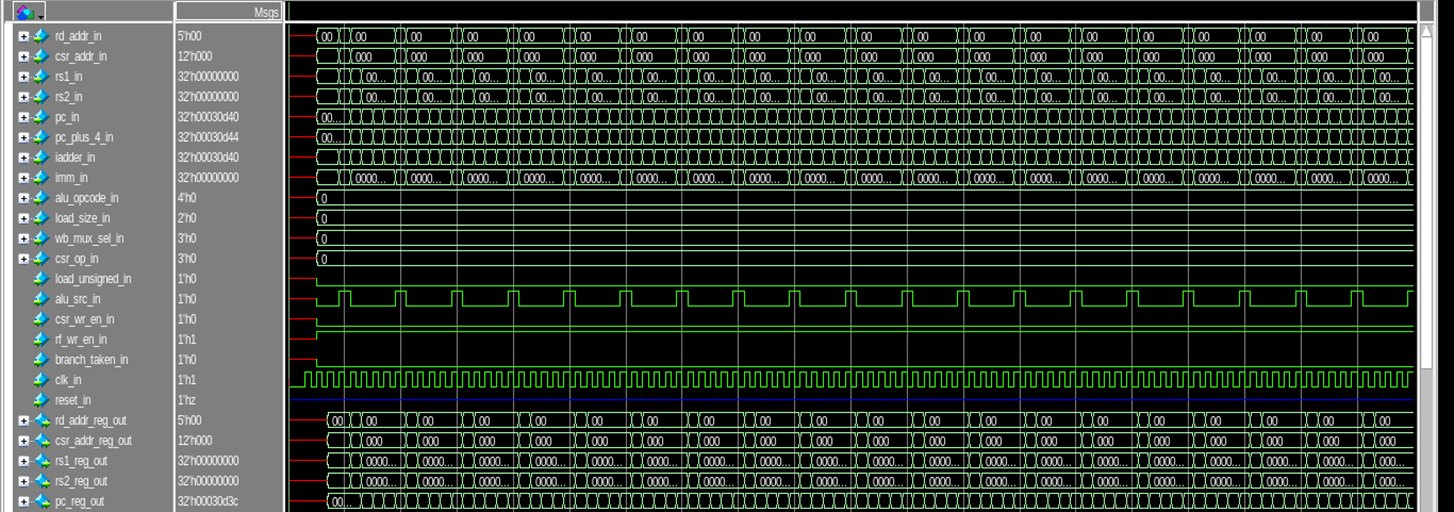 Msgs
rd_addr_in 5'h00 00 00 00 00 00 00 00 00 00 00 00 00 00 00 00 00 00 00 00 00
csr_addr_in 12'h000 000 000 000 000 000 000 000 000 000 000 000 000 000 000 000 000 000 000 000
rs1_in 32'h00000000 00... 00... 00... 00... 00... 00... 00... 00... 00... 00... 00... 00... 00... 00... 00... 00... 00... 00... 00...
rs2_in 32'h00000000 00... 00... 00... 00... 00... 00... 00... 00... 00... 00... 00... 00... 00... 00... 00... 00... 00... 00... 00...
pc_in 32'h00030d40 00...
pc_plus_4_in 32'h00030d44 00...
iadder_in 32'h00030d40
imm_in 32'h00000000 0000... 0000... 0000... 0000... 0000... 0000... 0000... 0000... 0000... 0000... 0000... 0000... 0000... 0000... 0000... 0000... 0000... 0000... 0000...
alu_opcode_in 4'h0 0
load_size_in 2'h0 0
wb_mux_sel_in 3'h0 0
csr_op_in 3'h0 0
load_unsigned_in 1'h0
alu_src_in 1'h0
csr_wr_en_in 1'h0
rf_wr_en_in 1'h1
branch_taken_in 1'h0
clk_in 1'h1
reset_in 1'hz
rd_addr_reg_out 5'h00 00 00 00 00 00 00 00 00 00 00 00 00 00 00 00 00 00 00 00 00
csr_addr_reg_out 12'h000 000 000 000 000 000 000 000 000 000 000 000 000 000 000 000 000 000 000 000
rs1_reg_out 32'h00000000 0000... 0000... 0000... 0000... 0000... 0000... 0000... 0000... 0000... 0000... 0000... 0000... 0000... 0000... 0000... 0000... 0000... 0000... 000...
rs2_reg_out 32'h00000000 0000... 0000... 0000... 0000... 0000... 0000... 0000... 0000... 0000... 0000... 0000... 0000... 0000... 0000... 0000... 0000... 0000... 0000... 000...
pc_reg_out 32'h00030d3c 00...